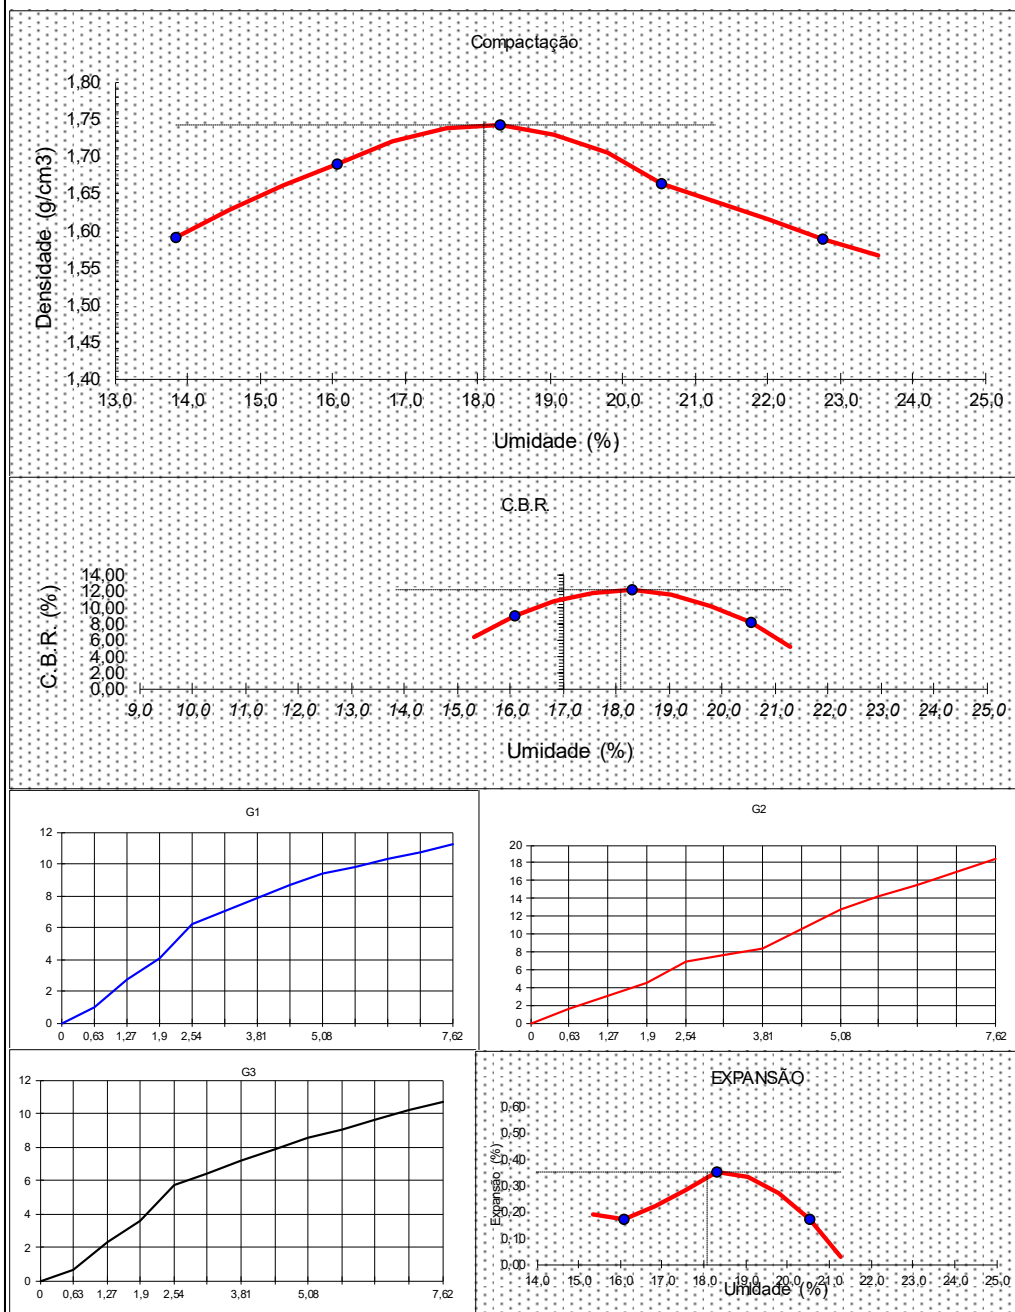 Compactação
Densidade (g/cm3)
1,80
1,75
1,70
1,65
1,60
1,55
1,50
1,45
1,40
13,0 14,0 15,0 16,0 17,0 18,0 19,0 20,0 21,0 22,0 23,0 24,0 25,0
Umidade (%)
C.B.R.
C.B.R. (%)
14,00
12,00
10,00
8,00
6,00
4,00
2,00
0,00
9,0 10,0 11,0 12,0 13,0 14,0 15,0 16,0 17,0 18,0 19,0 20,0 21,0 22,0 23,0 24,0 25,0
Umidade (%)
G1
12
10
8
6
4
2
0
0 0,63 1,27 1,9 2,54 3,81 5,08 7,62
G2
20
18
16
14
12
10
8
6
4
2
0
0 0,63 1,27 1,9 2,54 3,81 5,08 7,62
G3
12
10
8
6
4
2
0
0 0,63 1,27 1,9 2,54 3,81 5,08 7,62
EXPANSÃO
Expansão (%)
0,60
0,50
0,40
0,30
0,20
0,10
0,00
14,0 15,0 16,0 17,0 18,0 19,0 20,0 21,0 22,0 23,0 24,0 25,0
Umidade (%)